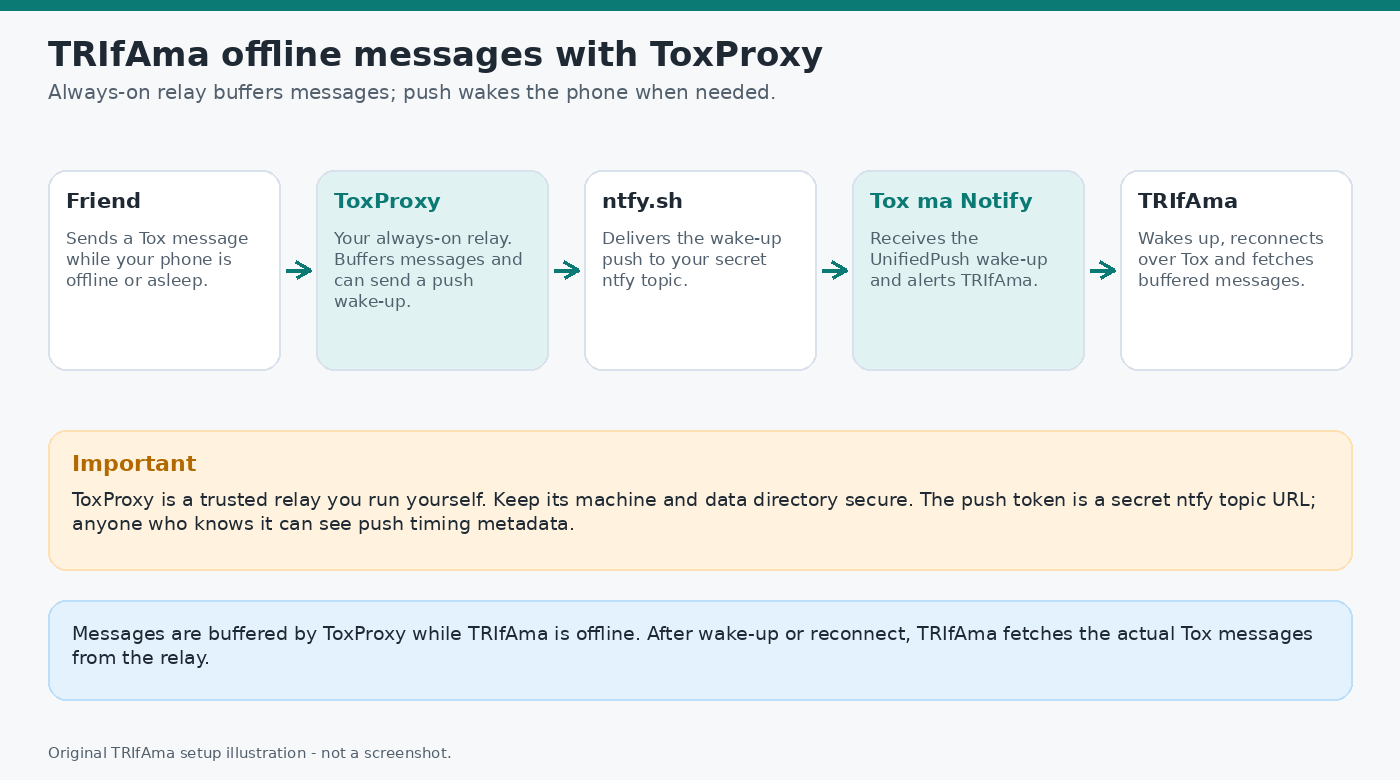 TRIfAma offline messages with ToxProxy
Always-on relay buffers messages; push wakes the phone when needed.
Friend
Sends a Tox message
while your phone is
offline or asleep.
ToxProxy
Your always-on relay.
Buffers messages and
can send a push
wake-up.
ntfy.sh
Delivers the wake-up
push to your secret
ntfy topic.
Tox ma Notify
Receives the
UnifiedPush wake-up
and alerts TRIfAma.
TRIfAma
Wakes up, reconnects
over Tox and fetches
buffered messages.
Important
ToxProxy is a trusted relay you run yourself. Keep its machine and data directory secure. The push token is a secret ntfy topic URL;
anyone who knows it can see push timing metadata.
Messages are buffered by ToxProxy while TRIfAma is offline. After wake-up or reconnect, TRIfAma fetches the actual Tox messages
from the relay.
Original TRIfAma setup illustration - not a screenshot.